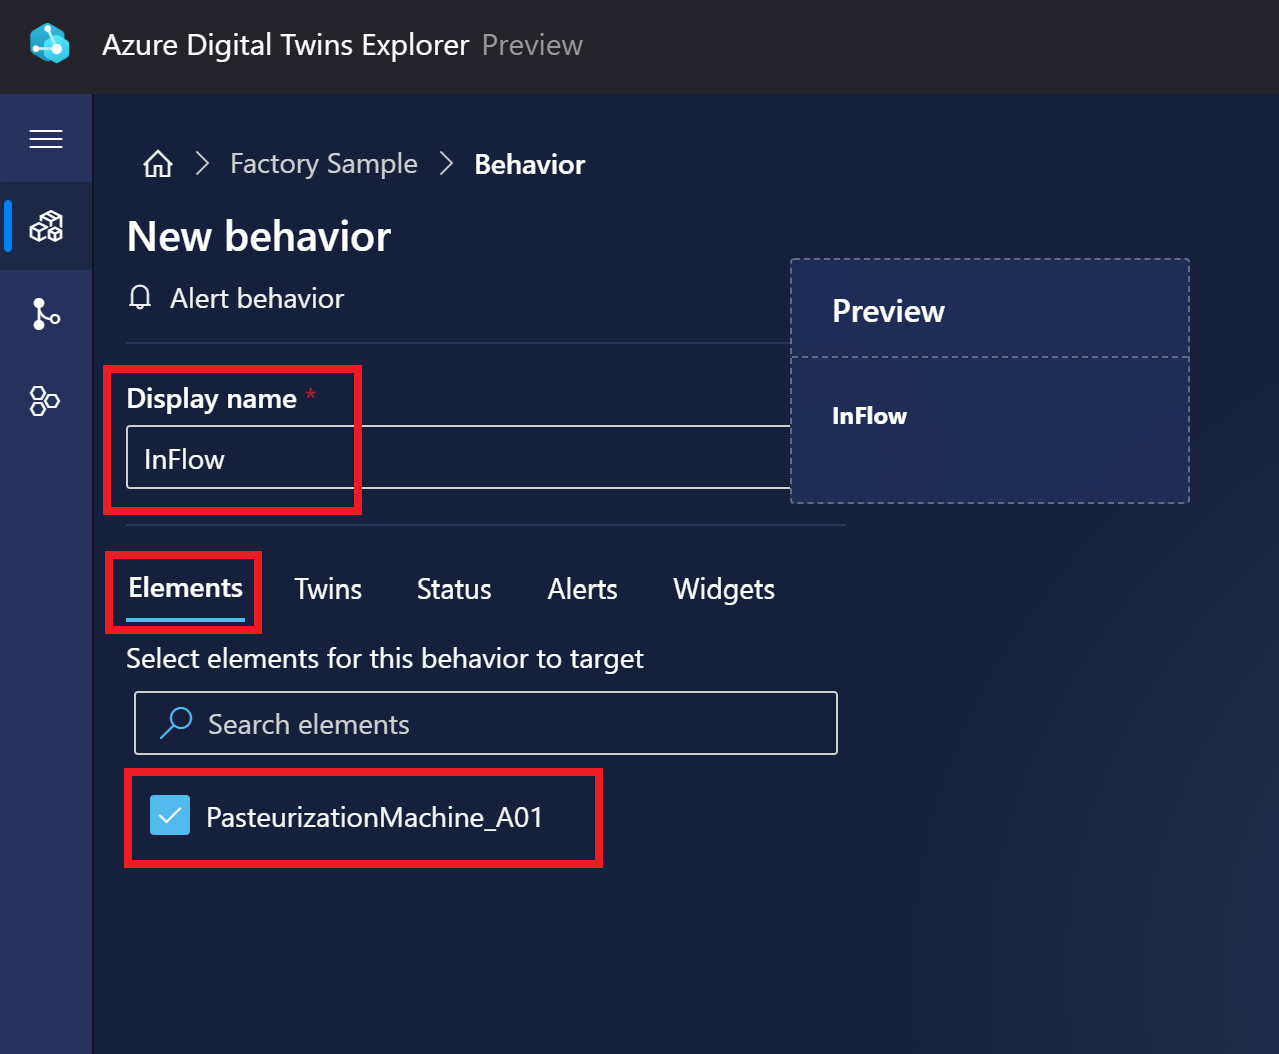 Azure Digital Twins Explorer Preview
Factory Sample Behavior
New behavior
Alert behavior
Preview
Display name *
InFlow
InFlow
Elements Twins Status Alerts Widgets
Select elements for this behavior to target
Search elements
PasteurizationMachine_A01